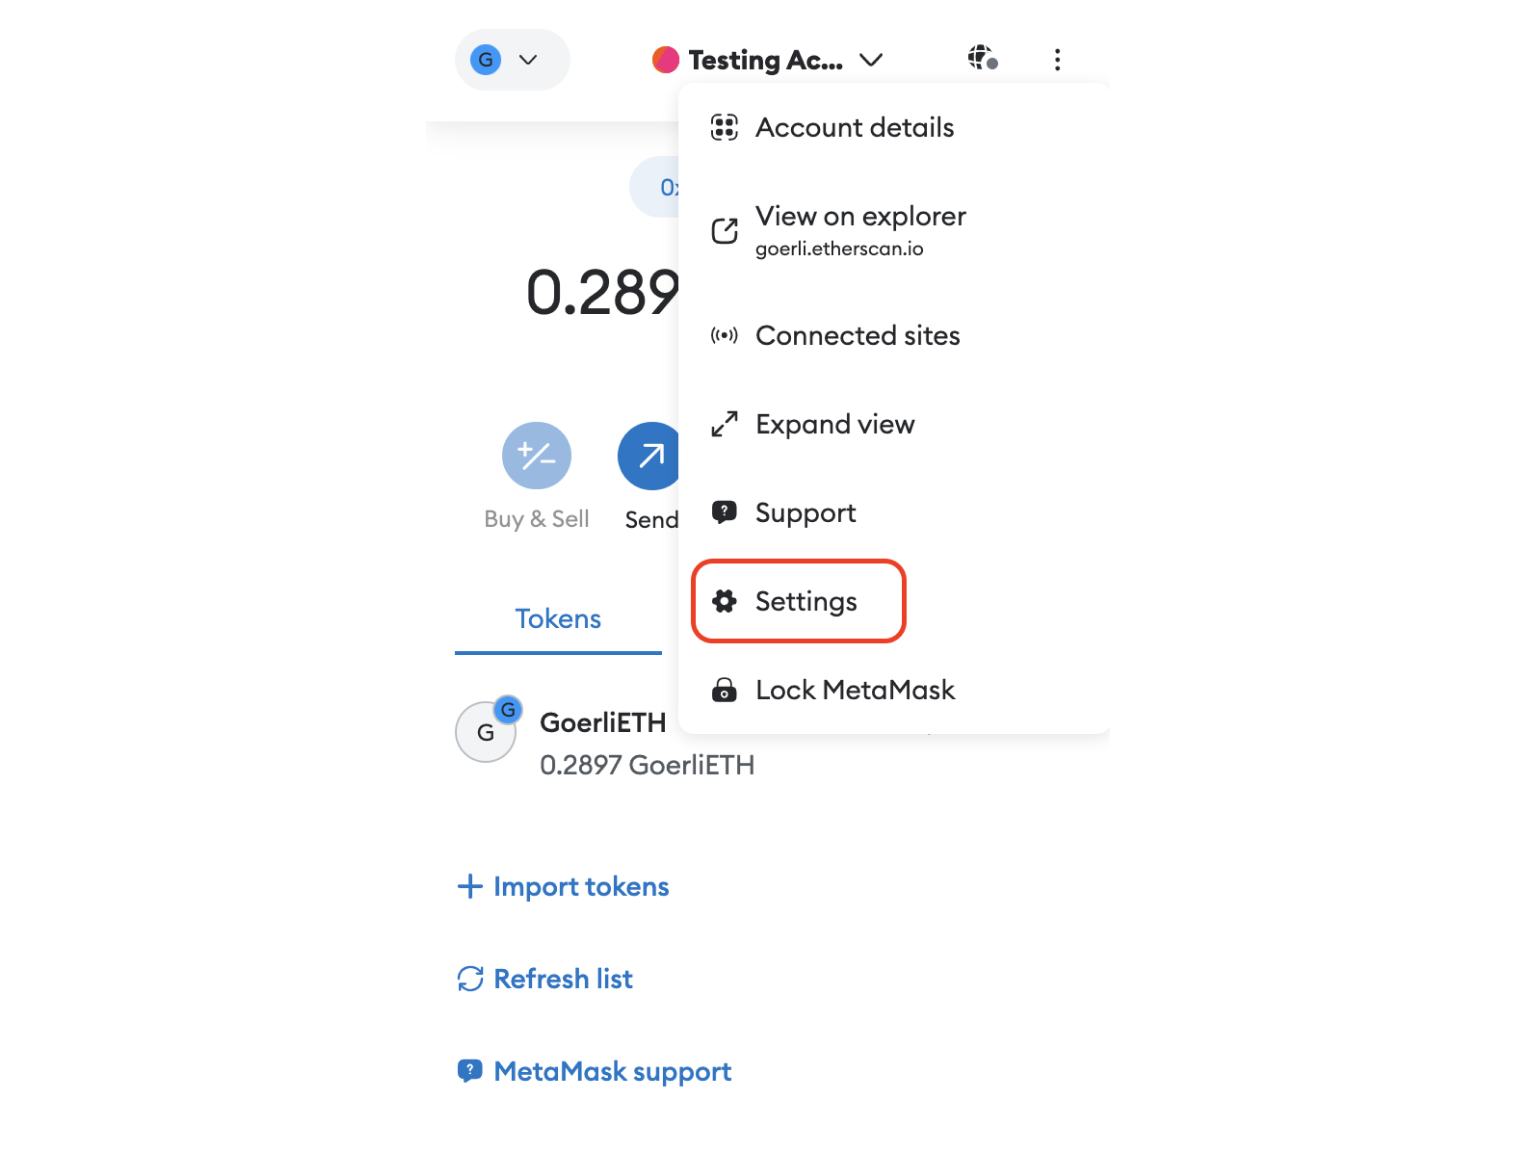 G
Testing Ac...
Account details
0x
View on explorer
goerli.etherscan.io
0.289
Connected sites
Expand view
Buy & Sell
Send
Support
Tokens
Settings
Lock MetaMask
G
G
GoerliETH
0.2897 GoerliETH
Import tokens
Refresh list
MetaMask support